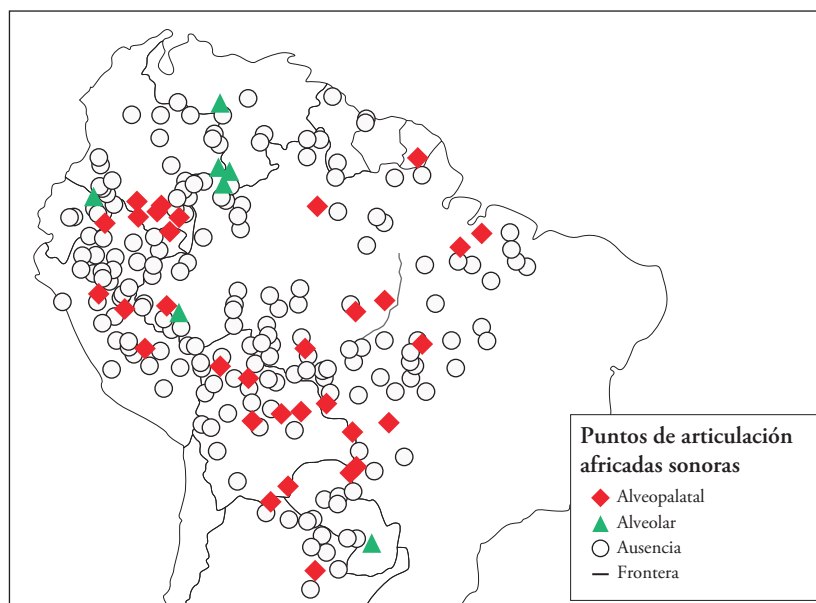 Puntos de articulación
africadas sonoras
Alveopalatal
Alveolar
Ausencia
Frontera